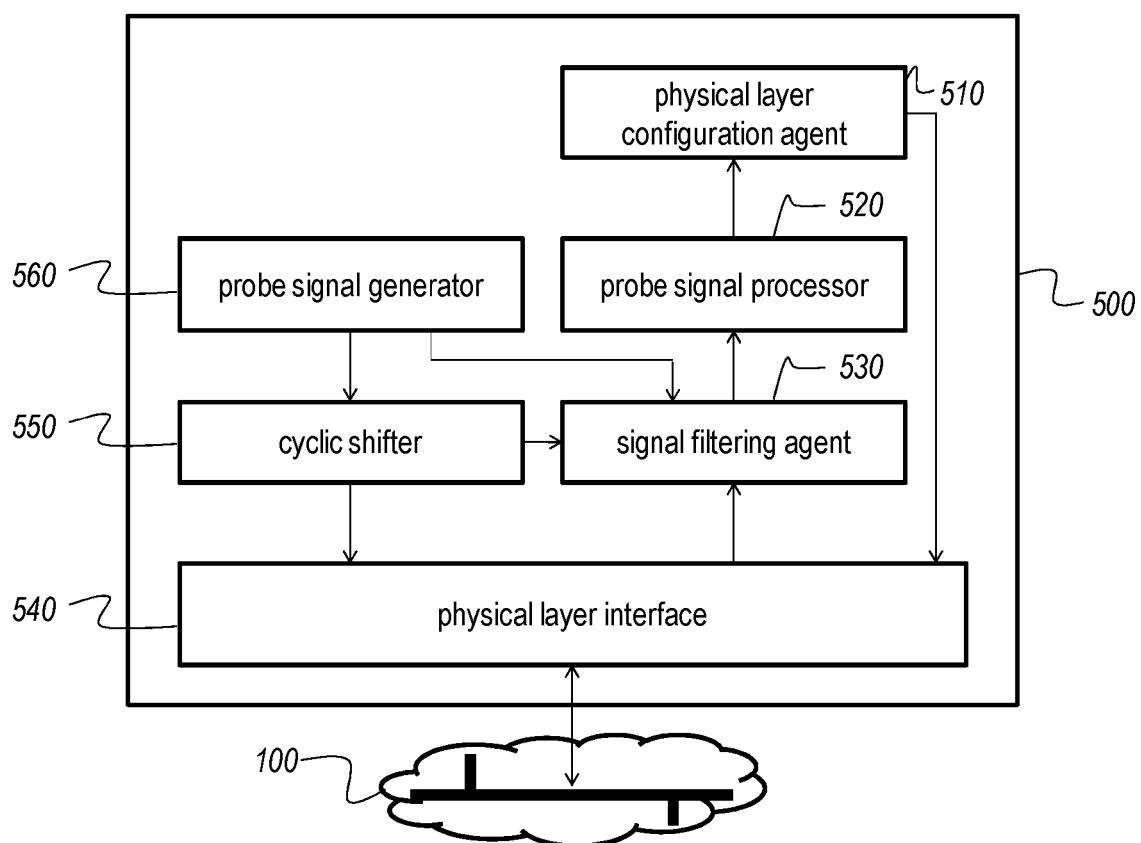 physical layer
configuration agent
510
520
560
probe signal generator
probe signal processor
500
530
550
cyclic shifter
signal filtering agent
540
physical layer interface
100